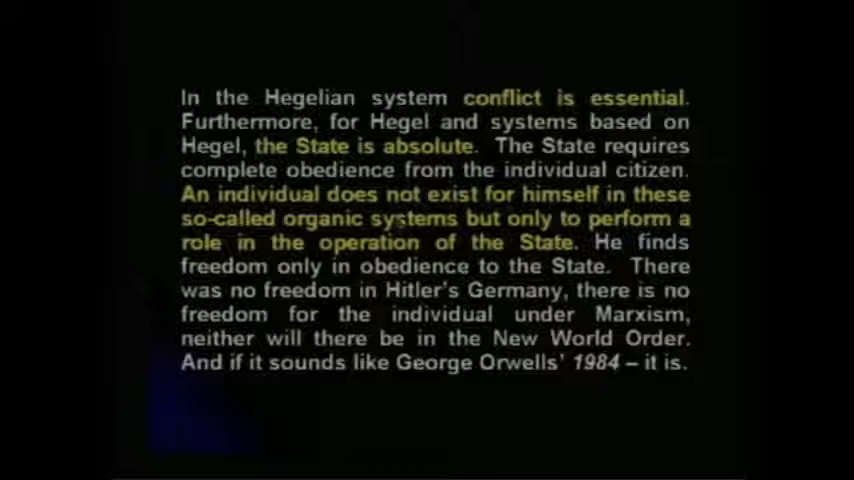 In the Hegelian system conflict is essential.
Furthermore, for Hegel and systems based on
Hegel, the State is absolute. The State requires
complete obedience from the individual citizen.
An individual does not exist for himself in these
so-called organic systems but only to perform a
role in the operation of the State. He finds
freedom only in obedience to the State. There
was no freedom in Hitler's Germany, there is no
freedom for the individual under Marxism,
neither will there be in the New World Order.
And if it sounds like George Orwells' 1984 – it is.